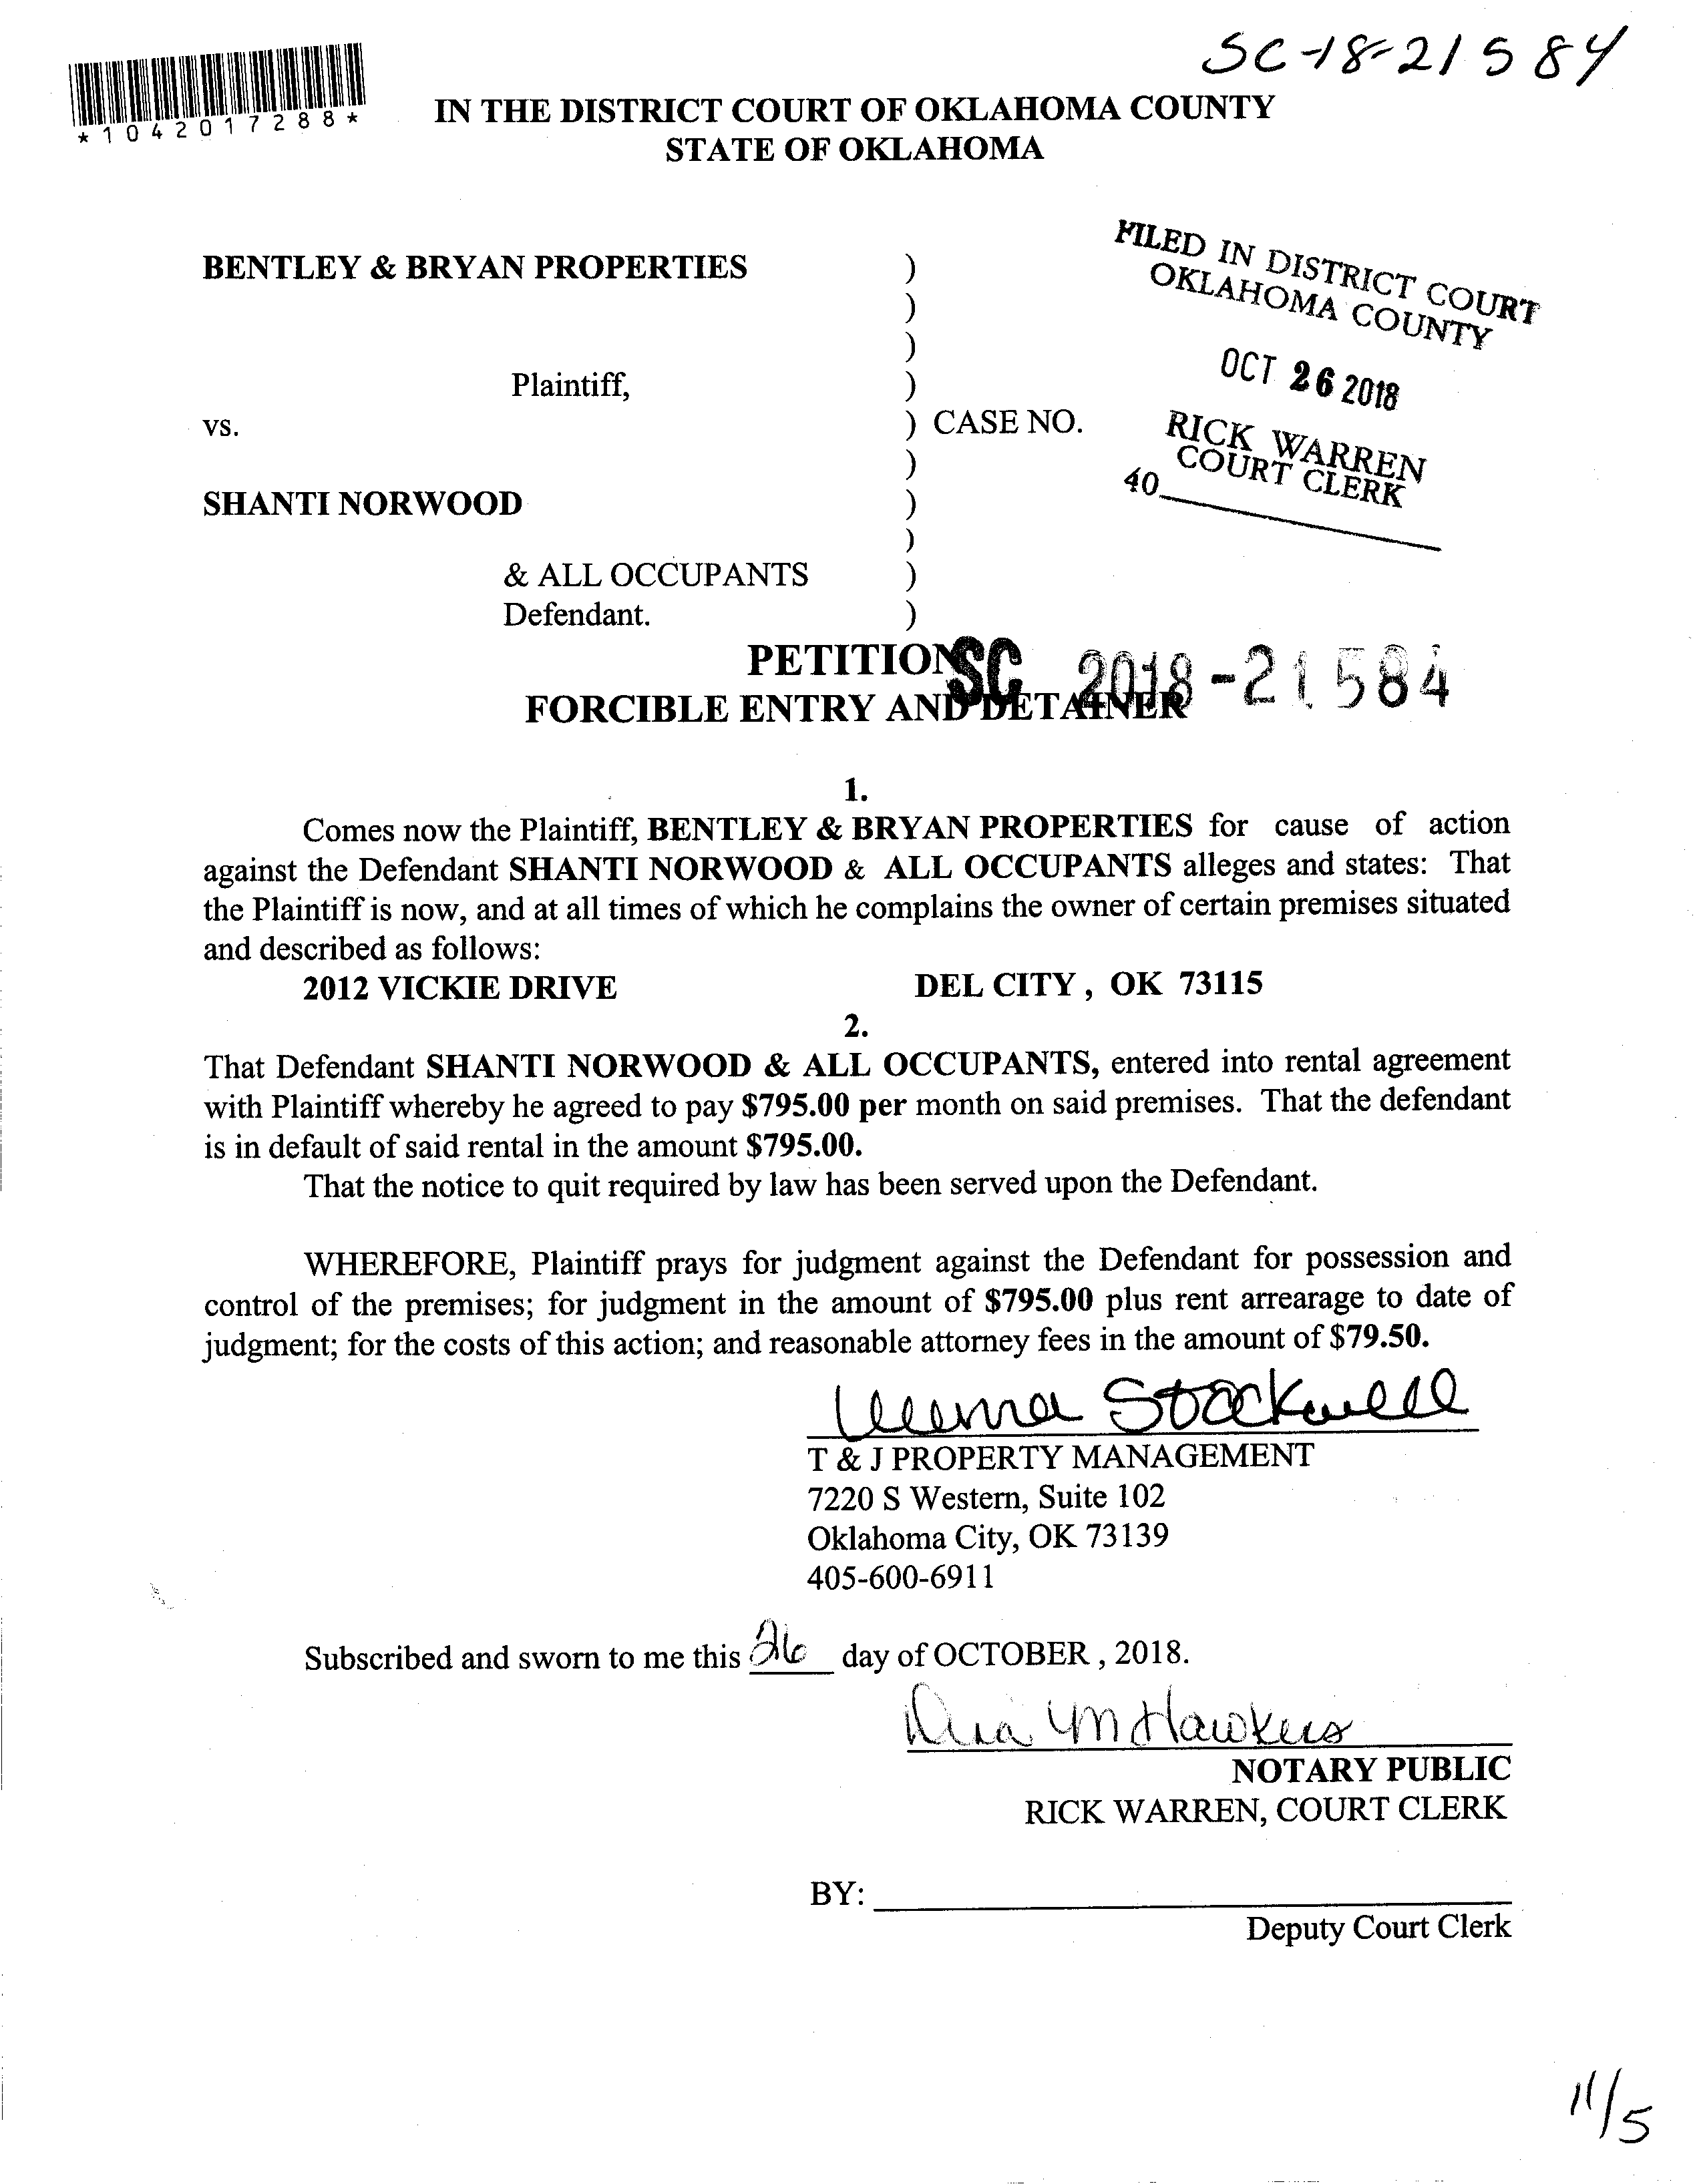 SC-18-21584
*1042017288*
IN THE DISTRICT COURT OF OKLAHOMA COUNTY
STATE OF OKLAHOMA
FILED IN DISTRICT COURT
OKLAHOMA COUNTY
OCT 26 2018
RICK WARREN
COURT CLERK
40
BENTLEY & BRYAN PROPERTIES )
)
)
Plaintiff, )
vs. ) CASE NO.
)
SHANTI NORWOOD )
)
& ALL OCCUPANTS )
Defendant. )
PETITION
SC 2018-21584
FORCIBLE ENTRY AND DETAINER
1.
Comes now the Plaintiff, BENTLEY & BRYAN PROPERTIES for cause of action
against the Defendant SHANTI NORWOOD & ALL OCCUPANTS alleges and states: That
the Plaintiff is now, and at all times of which he complains the owner of certain premises situated
and described as follows:
2012 VICKIE DRIVE DEL CITY , OK 73115
2.
That Defendant SHANTI NORWOOD & ALL OCCUPANTS, entered into rental agreement
with Plaintiff whereby he agreed to pay $795.00 per month on said premises. That the defendant
is in default of said rental in the amount $795.00.
That the notice to quit required by law has been served upon the Defendant.
WHEREFORE, Plaintiff prays for judgment against the Defendant for possession and
control of the premises; for judgment in the amount of $795.00 plus rent arrearage to date of
judgment; for the costs of this action; and reasonable attorney fees in the amount of $79.50.
Stockwell
T & J PROPERTY MANAGEMENT
7220 S Western, Suite 102
Oklahoma City, OK 73139
405-600-6911
Subscribed and sworn to me this 26 day of OCTOBER , 2018.
M Hawkins
NOTARY PUBLIC
RICK WARREN, COURT CLERK
BY:
Deputy Court Clerk
11/5